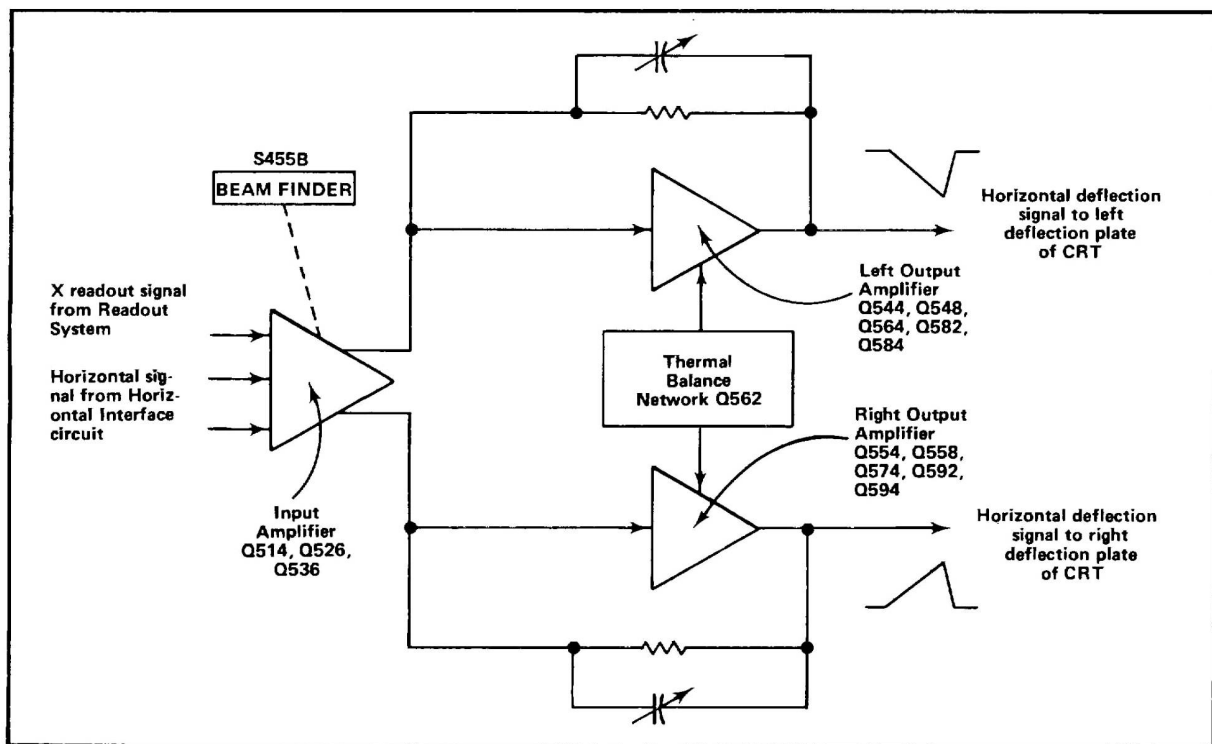 S455B
BEAM FINDER
X readout signal
from Readout
System
Horizontal sig-
nal from Horiz-
ontal Interface
circuit
Input
Amplifier
Q514, Q526,
Q536
Thermal
Balance
Network Q562
Left Output
Amplifier
Q544, Q548,
Q564, Q582,
Q584
Right Output
Amplifier
Q554, Q558,
Q574, Q592,
Q594
Horizontal deflection
signal to left
deflection plate
of CRT
Horizontal deflection
signal to right
deflection plate
of CRT